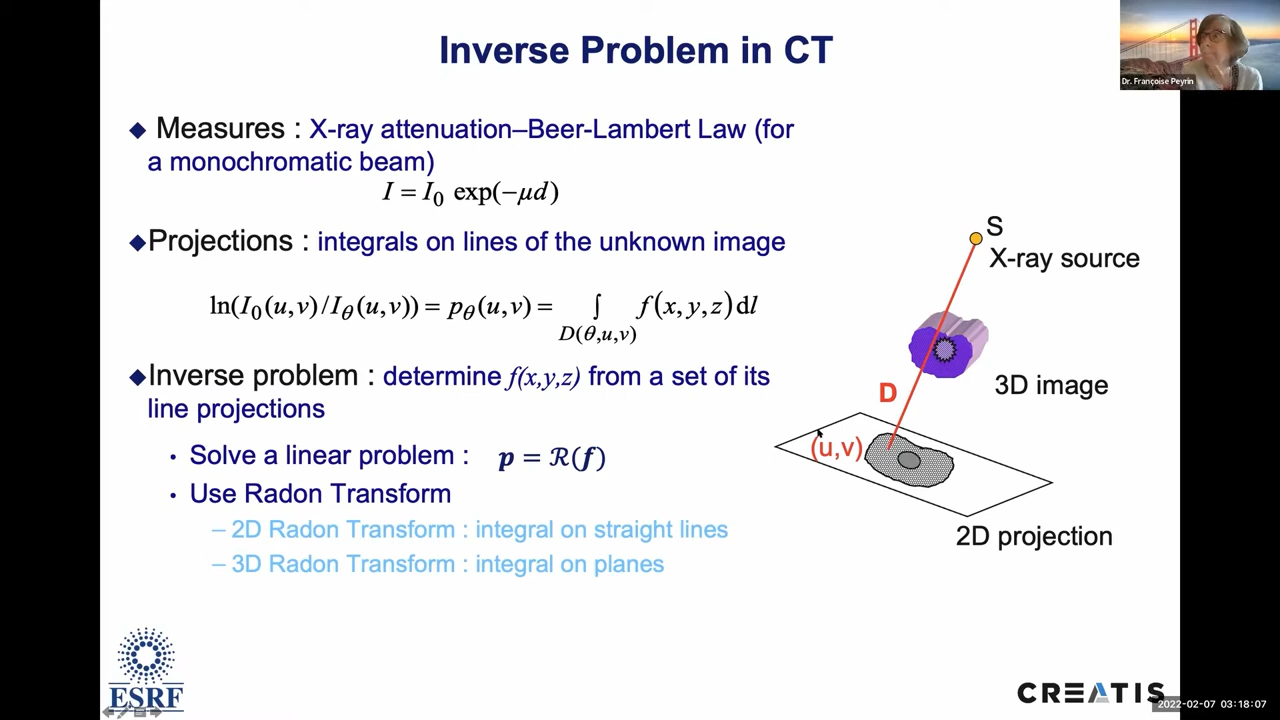 Inverse Problem in CT
Dr. Françoise Peyrin
◆ Measures : X-ray attenuation–Beer-Lambert Law (for
a monochromatic beam)
I = I₀ exp(−μd)
◆Projections : integrals on lines of the unknown image
ln(I₀(u,v)/I_θ(u,v)) = p_θ(u,v) = ∫ f(x,y,z)dl
D(θ,u,v)
◆Inverse problem : determine f(x,y,z) from a set of its
line projections
• Solve a linear problem : p = ℛ(f)
• Use Radon Transform
– 2D Radon Transform : integral on straight lines
– 3D Radon Transform : integral on planes
S
X-ray source
3D image
D
(u,v)
2D projection
ESRF
CREATIS
2022-02-07 03:18:07